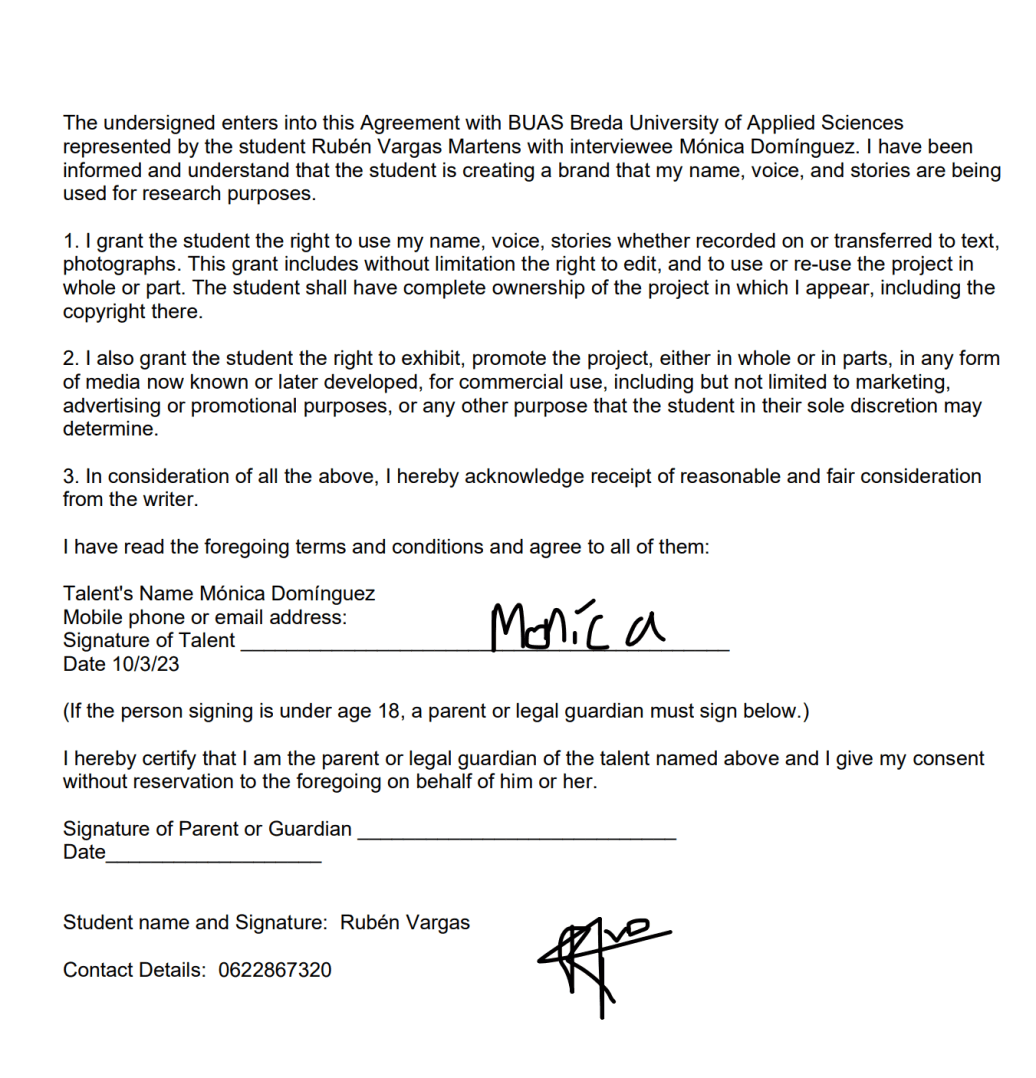 The undersigned enters into this Agreement with BUAS Breda University of Applied Sciences
represented by the student Rubén Vargas Martens with interviewee Mónica Domínguez. I have been
informed and understand that the student is creating a brand that my name, voice, and stories are being
used for research purposes.
1. I grant the student the right to use my name, voice, stories whether recorded on or transferred to text,
photographs. This grant includes without limitation the right to edit, and to use or re-use the project in
whole or part. The student shall have complete ownership of the project in which I appear, including the
copyright there.
2. I also grant the student the right to exhibit, promote the project, either in whole or in parts, in any form
of media now known or later developed, for commercial use, including but not limited to marketing,
advertising or promotional purposes, or any other purpose that the student in their sole discretion may
determine.
3. In consideration of all the above, I hereby acknowledge receipt of reasonable and fair consideration
from the writer.
I have read the foregoing terms and conditions and agree to all of them:
Talent's Name Mónica Domínguez
Mobile phone or email address:
Signature of Talent Moníca
Date 10/3/23
(If the person signing is under age 18, a parent or legal guardian must sign below.)
I hereby certify that I am the parent or legal guardian of the talent named above and I give my consent
without reservation to the foregoing on behalf of him or her.
Signature of Parent or Guardian
Date
Student name and Signature: Rubén Vargas
Contact Details: 0622867320